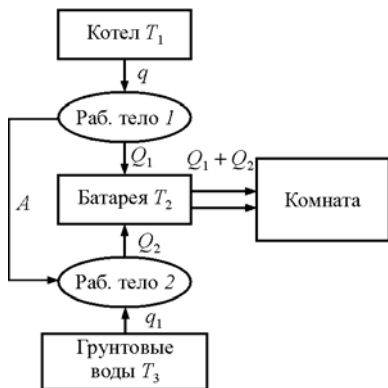 Котел T₁
q
Раб. тело 1
Q₁
Q₁ + Q₂
A
Батарея T₂
Комната
Q₂
Раб. тело 2
q₁
Грунтовые
воды T₃